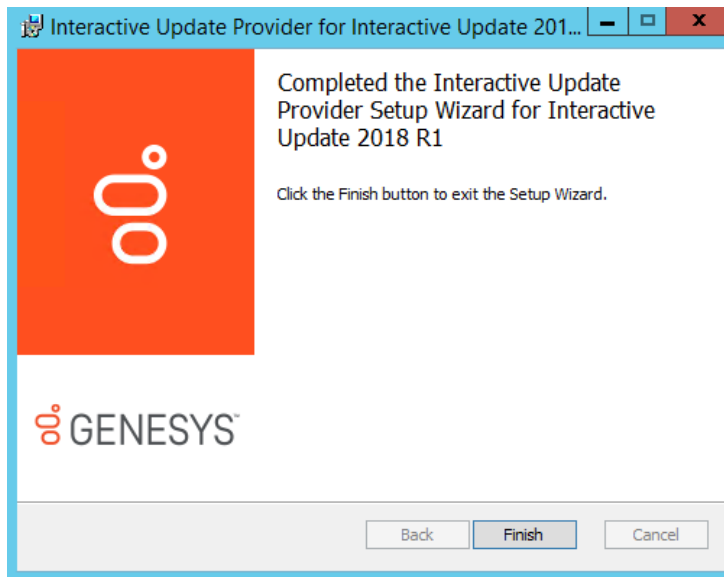 Interactive Update Provider for Interactive Update 201...
Completed the Interactive Update
Provider Setup Wizard for Interactive
Update 2018 R1
Click the Finish button to exit the Setup Wizard.
GENESYS™
Back Finish Cancel